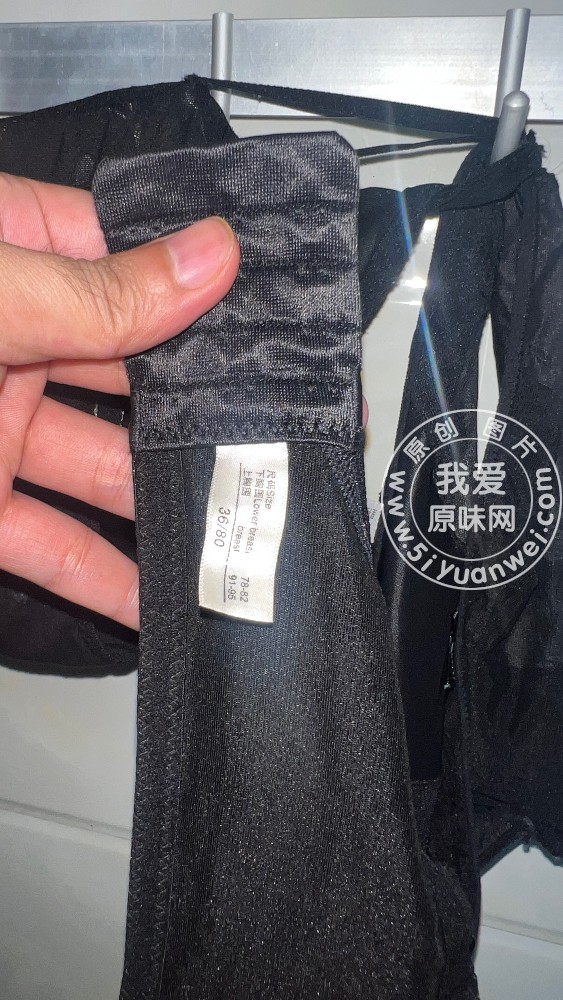 尺码Size
下胸围Lower breast 78-82
上胸围 breast 91-95
36/80
原创图片
我爱
原味网
www.5iyuanwei.com